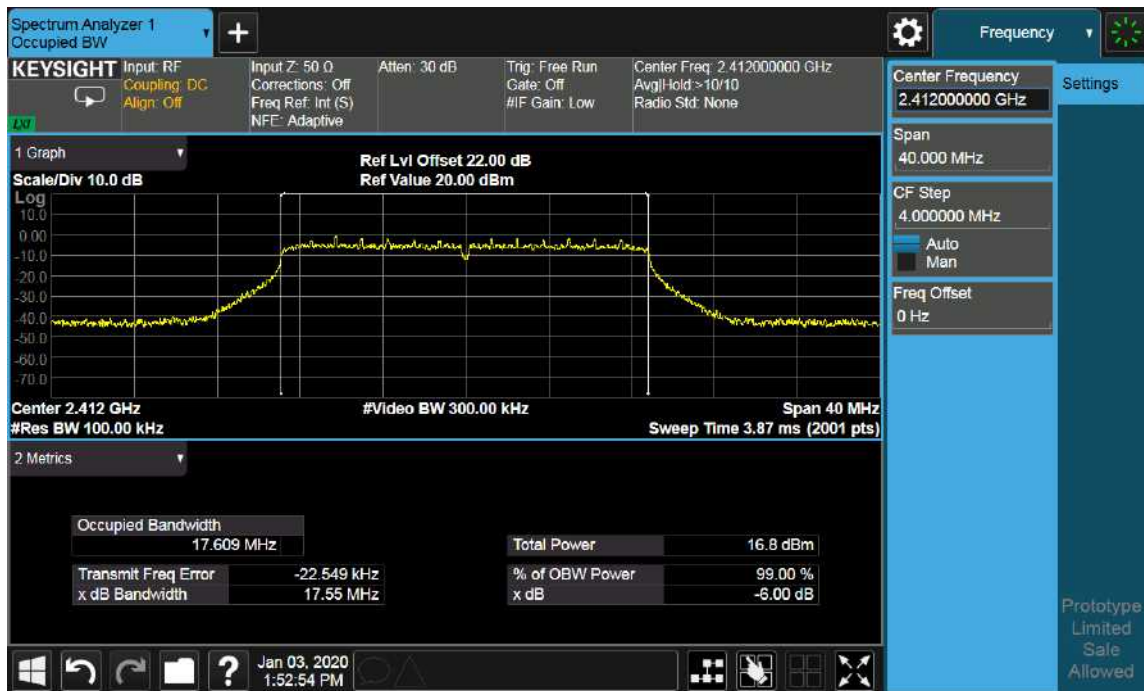 Spectrum Analyzer 1
Occupied BW
Frequency
KEYSIGHT
Input: RF
Coupling: DC
Align: Off
Input Z: 50 Ω
Corrections: Off
Freq Ref: Int (S)
NFE: Adaptive
Atten: 30 dB
Trig: Free Run
Gate: Off
#IF Gain: Low
Center Freq: 2.412000000 GHz
Avg|Hold:>10/10
Radio Std: None
LXI
1 Graph
Ref Lvl Offset 22.00 dB
Scale/Div 10.0 dB
Ref Value 20.00 dBm
Log
10.0
0.00
-10.0
-20.0
-30.0
-40.0
-50.0
-60.0
-70.0
Center 2.412 GHz
#Video BW 300.00 kHz
Span 40 MHz
#Res BW 100.00 kHz
Sweep Time 3.87 ms (2001 pts)
2 Metrics
Occupied Bandwidth
17.609 MHz
Total Power
16.8 dBm
Transmit Freq Error
-22.549 kHz
% of OBW Power
99.00 %
x dB Bandwidth
17.55 MHz
x dB
-6.00 dB
Jan 03, 2020
1:52:54 PM
Center Frequency
2.412000000 GHz
Settings
Span
40.000 MHz
CF Step
4.000000 MHz
Auto
Man
Freq Offset
0 Hz
Prototype
Limited
Sale
Allowed